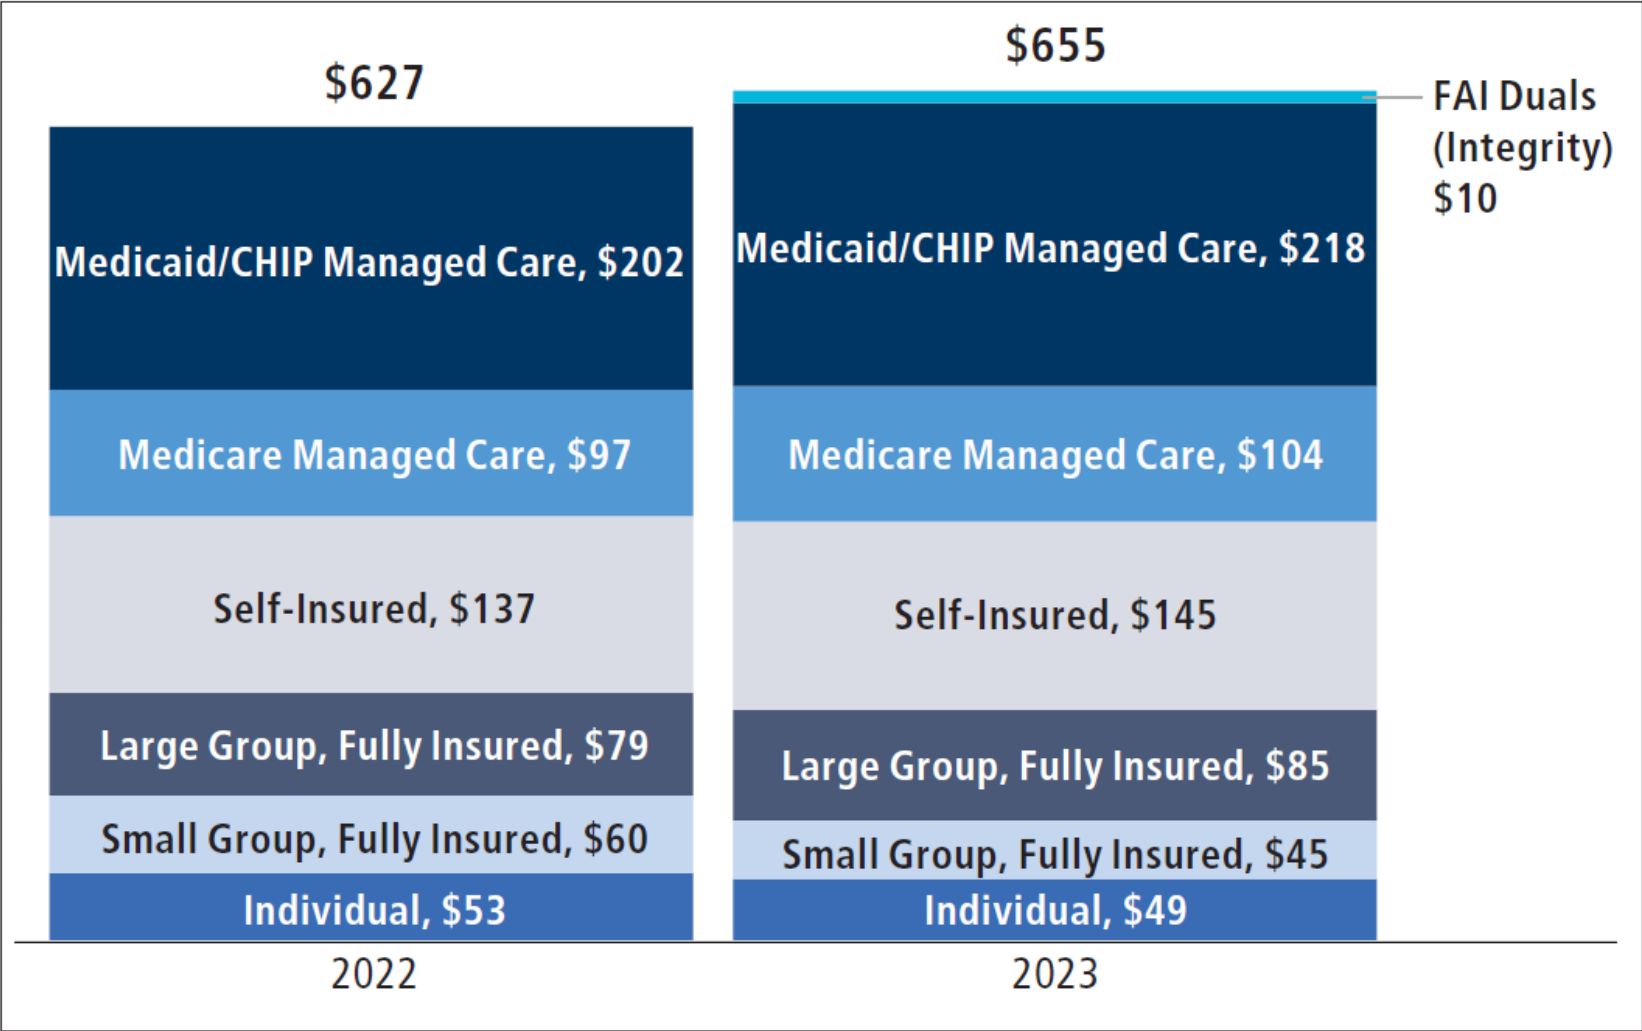 $627
$655
FAI Duals
(Integrity)
$10
Medicaid/CHIP Managed Care, $202
Medicaid/CHIP Managed Care, $218
Medicare Managed Care, $97
Medicare Managed Care, $104
Self-Insured, $137
Self-Insured, $145
Large Group, Fully Insured, $79
Large Group, Fully Insured, $85
Small Group, Fully Insured, $60
Small Group, Fully Insured, $45
Individual, $53
Individual, $49
2022
2023